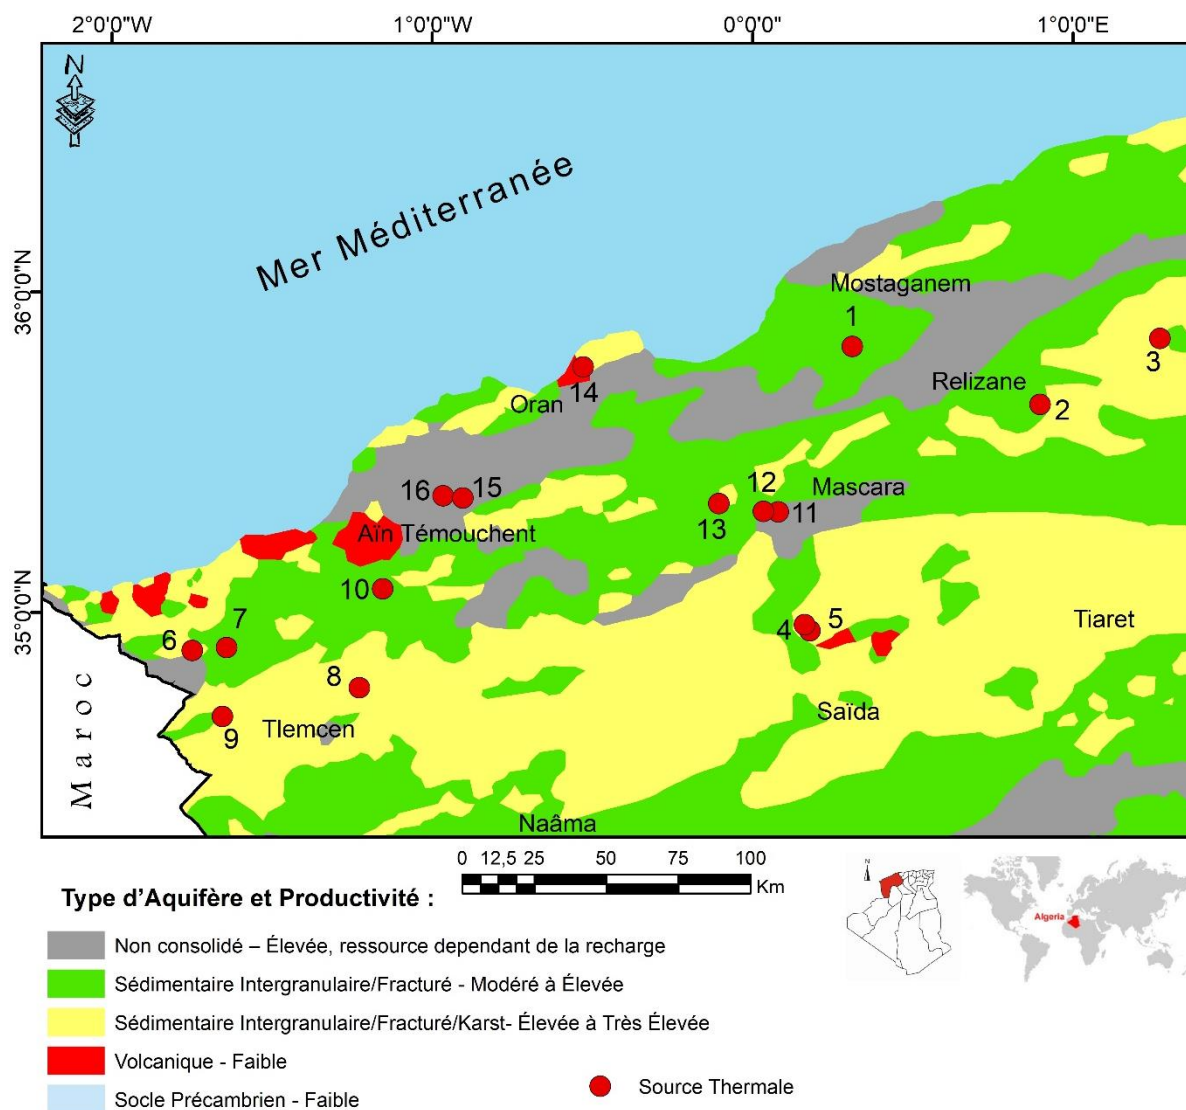 2°0'0"W 1°0'0"W 0°0'0" 1°0'0"E
N
Mer Méditerranée
36°0'0"N
35°0'0"N
Mostaganem
1
3
Relizane
2
14
Oran
16 15
12
Mascara
13 11
Aïn Témouchent
10
7
6
4 5
Tiaret
8
Saïda
9
Tlemcen
Maroc
Naâma
0 12,5 25 50 75 100
Km
Type d'Aquifère et Productivité :
Non consolidé – Élevée, ressource dependant de la recharge
Sédimentaire Intergranulaire/Fracturé - Modéré à Élevée
Sédimentaire Intergranulaire/Fracturé/Karst- Élevée à Très Élevée
Volcanique - Faible
Socle Précambrien - Faible
Source Thermale
N
Algeria